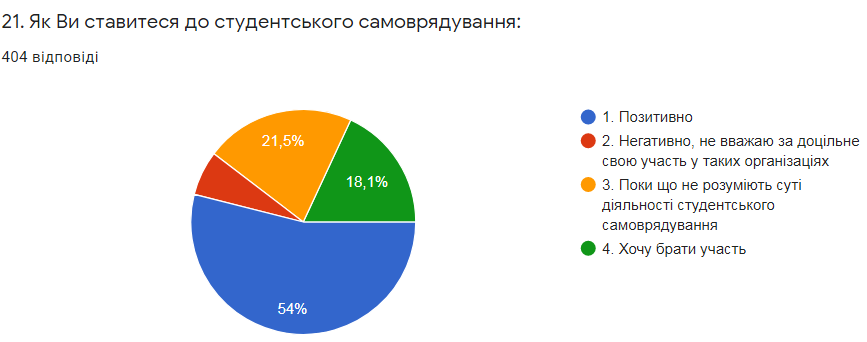 21. Як Ви ставитеся до студентського самоврядування:
404 відповіді
21,5%
18,1%
54%
1. Позитивно
2. Негативно, не вважаю за доцільне
свою участь у таких організаціях
3. Поки що не розуміють суті
діяльності студентського
самоврядування
4. Хочу брати участь